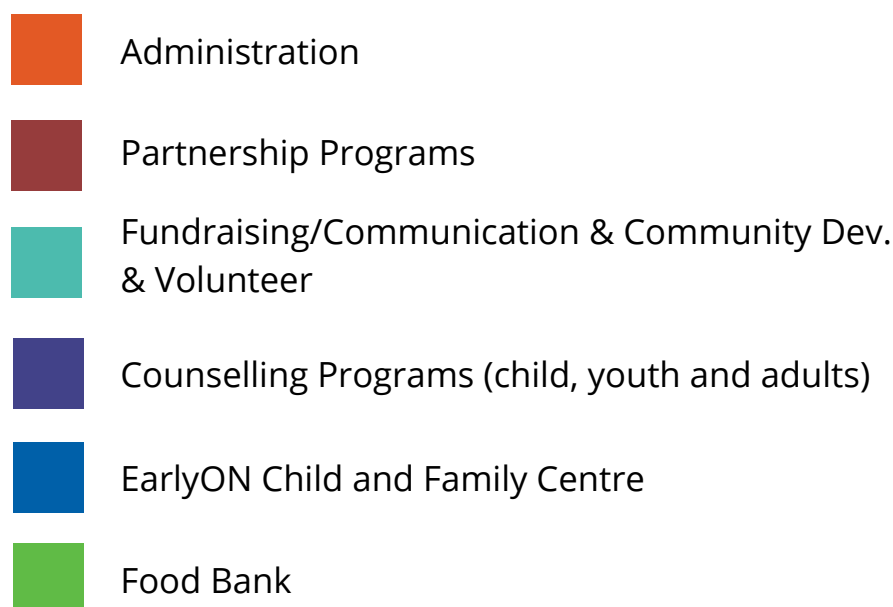 Administration
Partnership Programs
Fundraising/Communication & Community Dev.
& Volunteer
Counselling Programs (child, youth and adults)
EarlyON Child and Family Centre
Food Bank